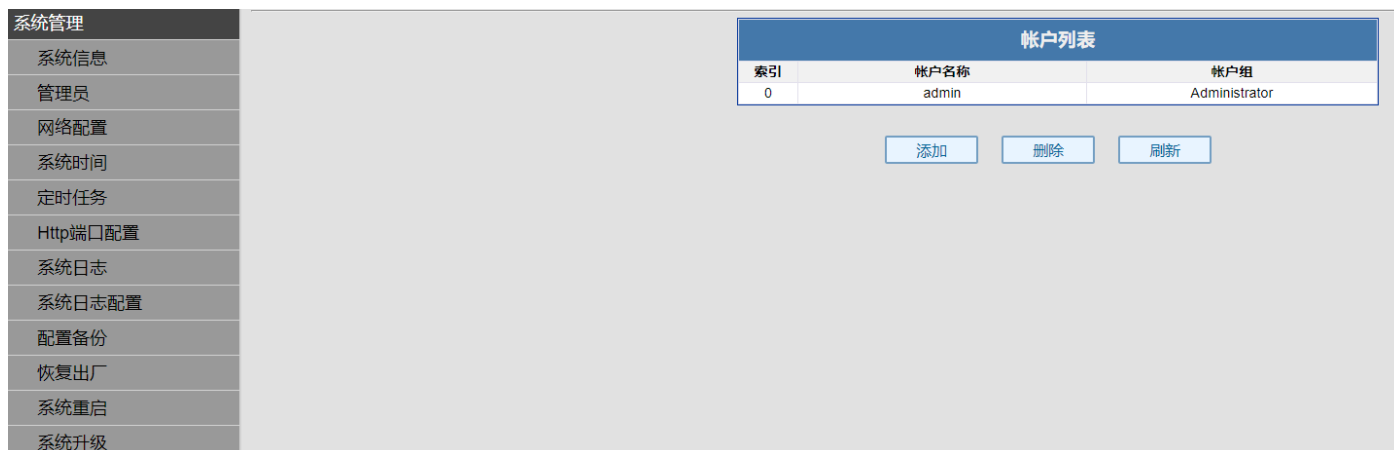 系统管理
系统信息
管理员
网络配置
系统时间
定时任务
Http端口配置
系统日志
系统日志配置
配置备份
恢复出厂
系统重启
系统升级
帐户列表
索引 帐户名称 帐户组
0 admin Administrator
添加 删除 刷新